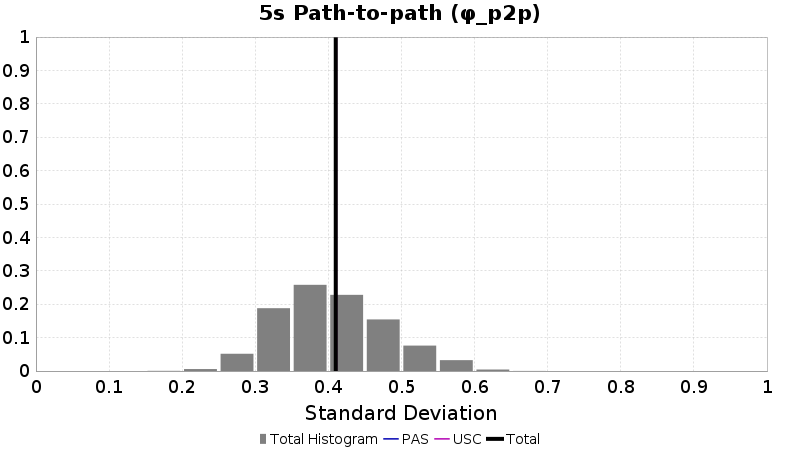 5s Path-to-path (φ_p2p)
1
0.9
0.8
0.7
0.6
0.5
0.4
0.3
0.2
0.1
0
0 0.1 0.2 0.3 0.4 0.5 0.6 0.7 0.8 0.9 1
Standard Deviation
Total Histogram PAS USC Total